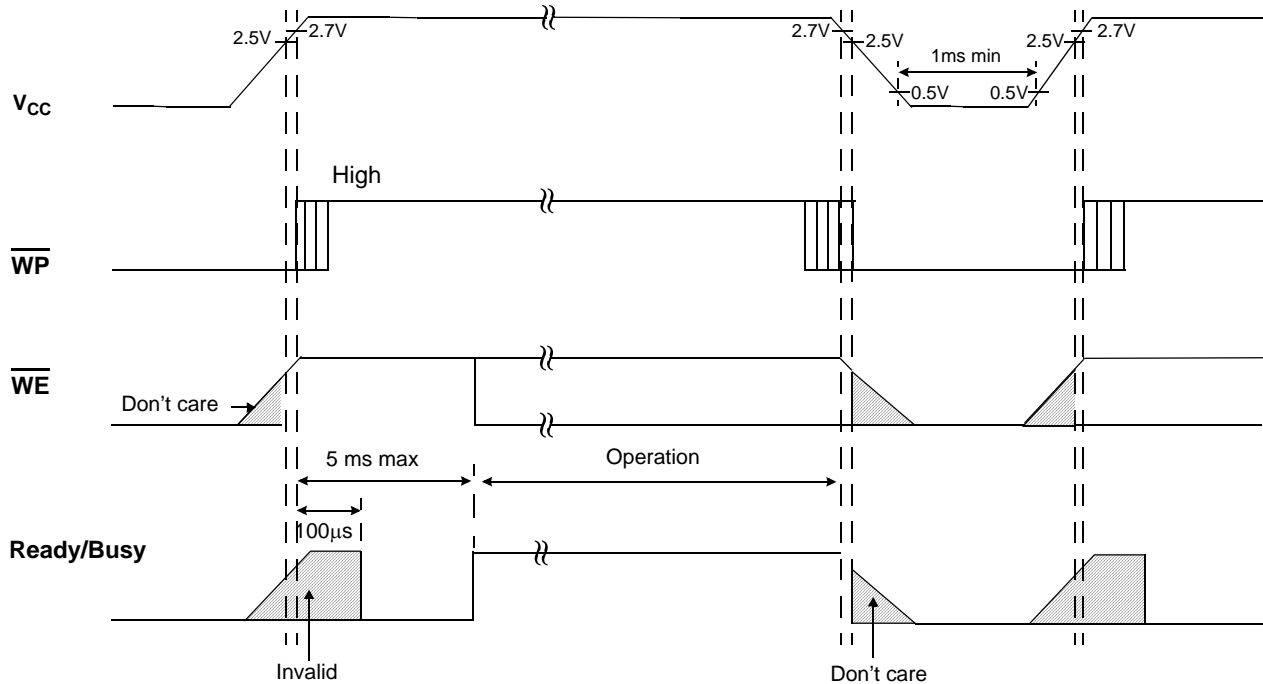 2.5V
2.7V
2.7V
2.5V
1ms min
2.5V
2.7V
0.5V
0.5V
VCC
High
WP
WE
Don't care
5 ms max
Operation
100μs
Ready/Busy
Invalid
Don't care